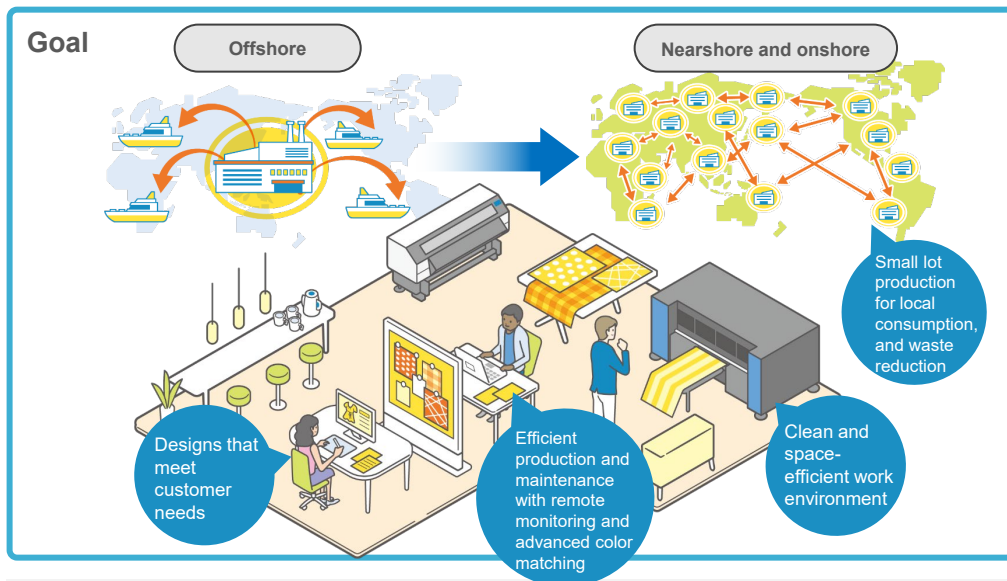 Goal
Offshore
Nearshore and onshore
Small lot
production
for local
consumption,
and waste
reduction
Designs that
meet
customer
needs
Efficient
production and
maintenance
with remote
monitoring and
advanced color
matching
Clean and
space-
efficient work
environment